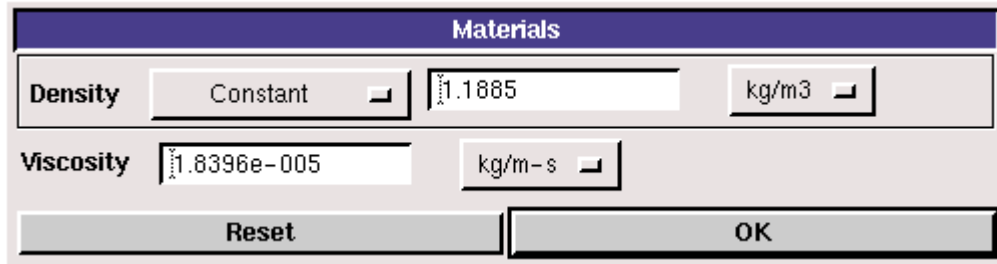 Materials
Density Constant 1.1885 kg/m3
Viscosity 1.8396e-005 kg/m-s
Reset OK